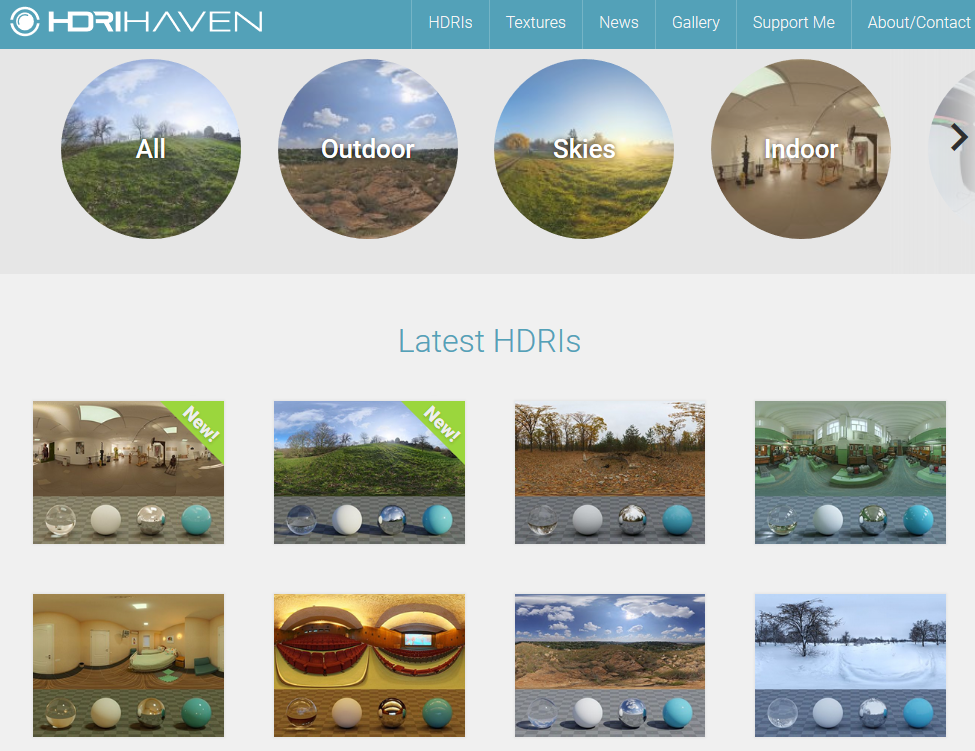 HDRIHAVEN
HDRIs Textures News Gallery Support Me About/Contact
All Outdoor Skies Indoor
Latest HDRIs
New! New!